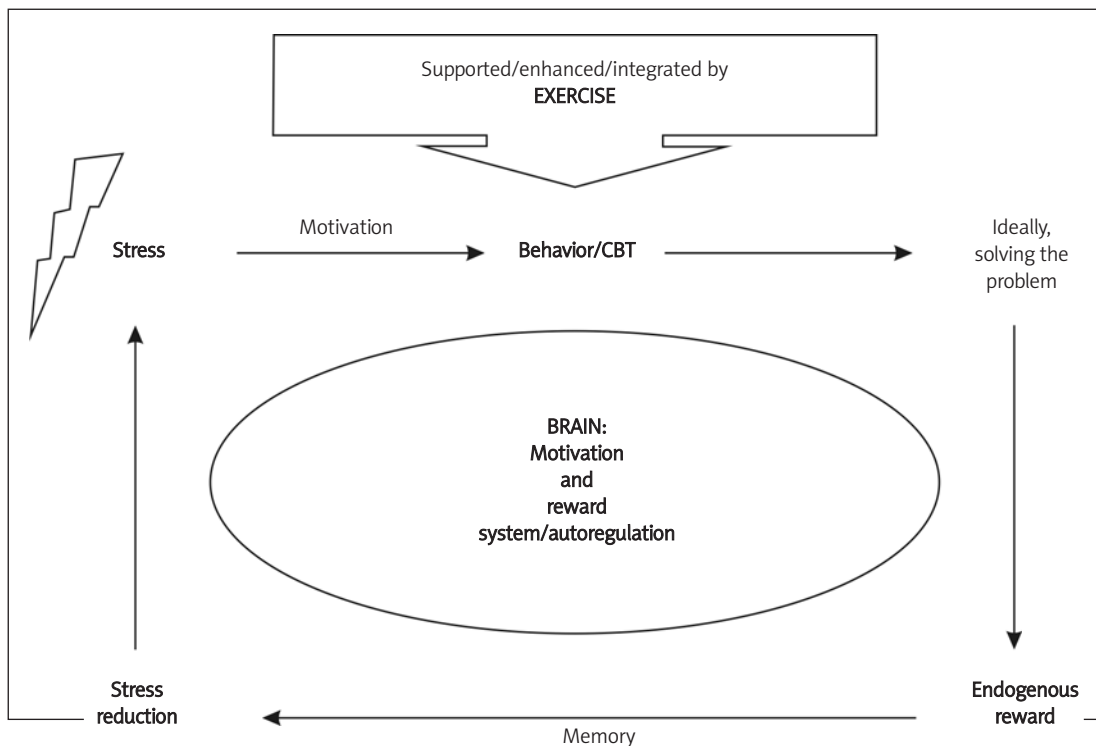 Supported/enhanced/integrated by
EXERCISE
Motivation
Stress
Behavior/CBT
Ideally,
solving the
problem
BRAIN:
Motivation
and
reward
system/autoregulation
Stress
reduction
Endogenous
reward
Memory